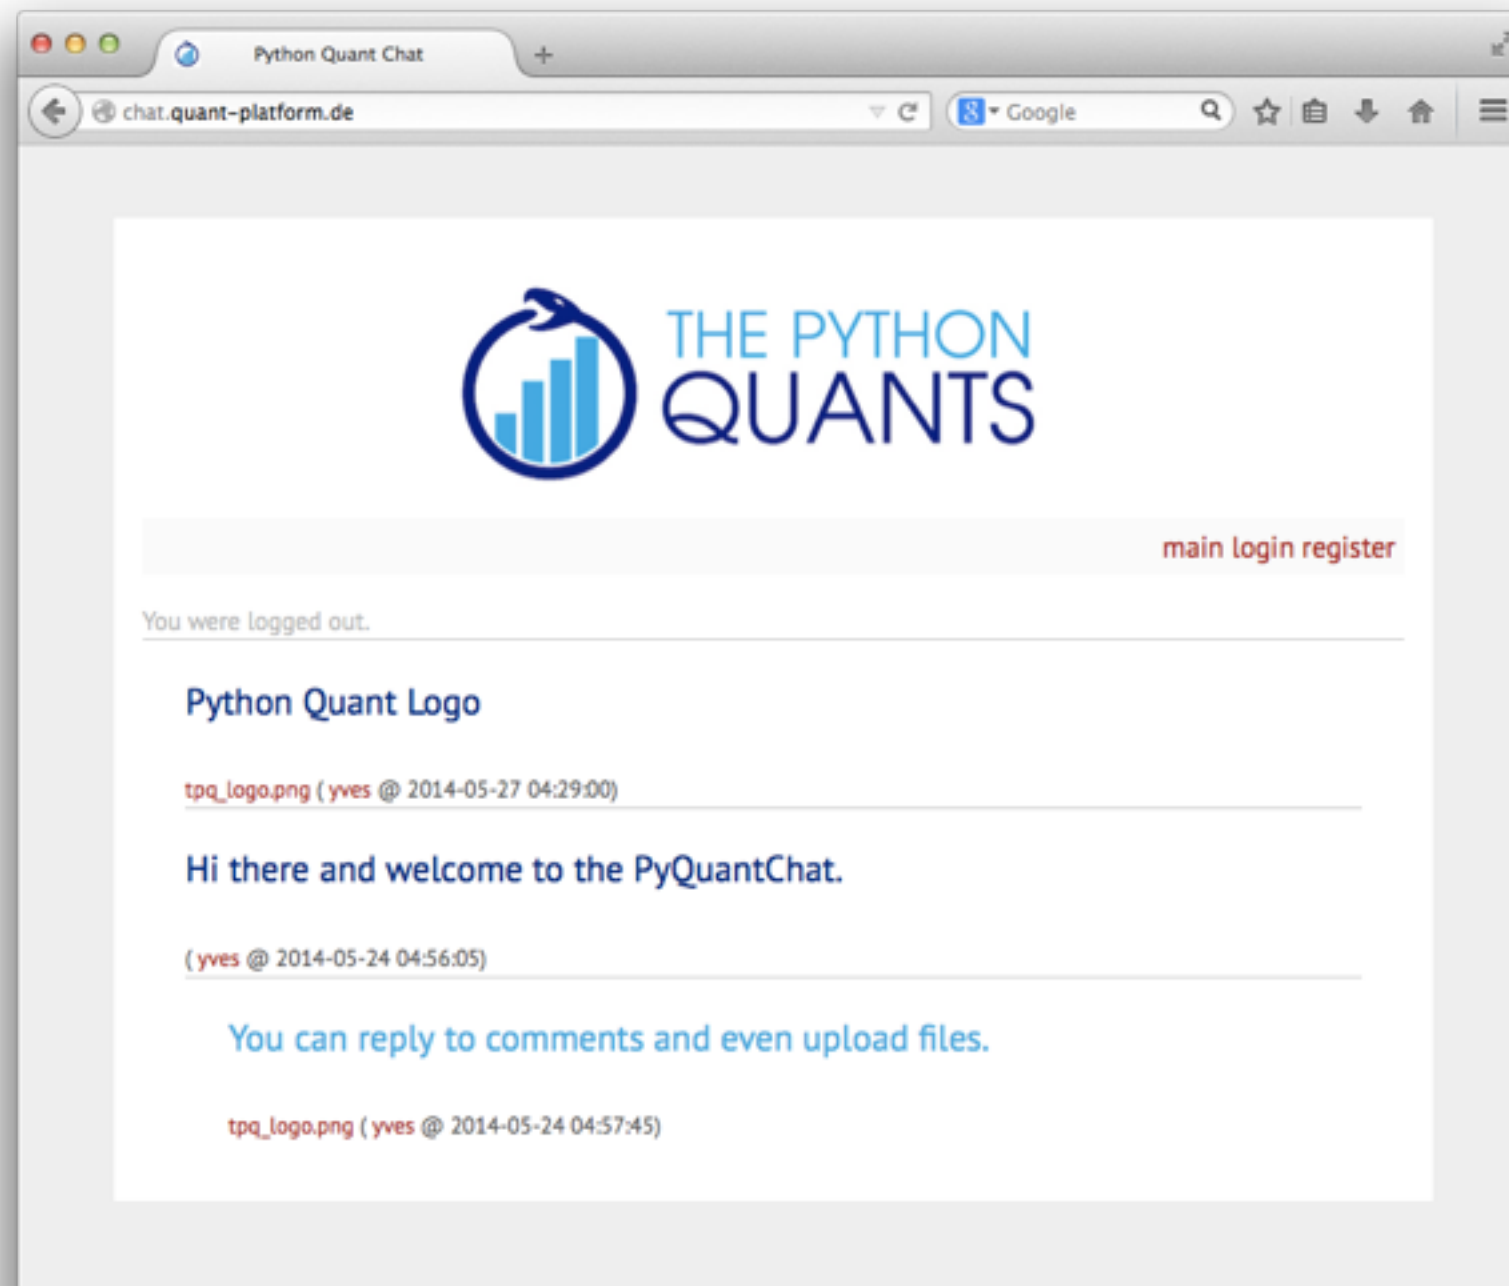 Python Quant Chat
chat.quant-platform.de
8 Google
THE PYTHON
QUANTS
main login register
You were logged out.
Python Quant Logo
tpq_logo.png ( yves @ 2014-05-27 04:29:00)
Hi there and welcome to the PyQuantChat.
( yves @ 2014-05-24 04:56:05)
You can reply to comments and even upload files.
tpq_logo.png ( yves @ 2014-05-24 04:57:45)